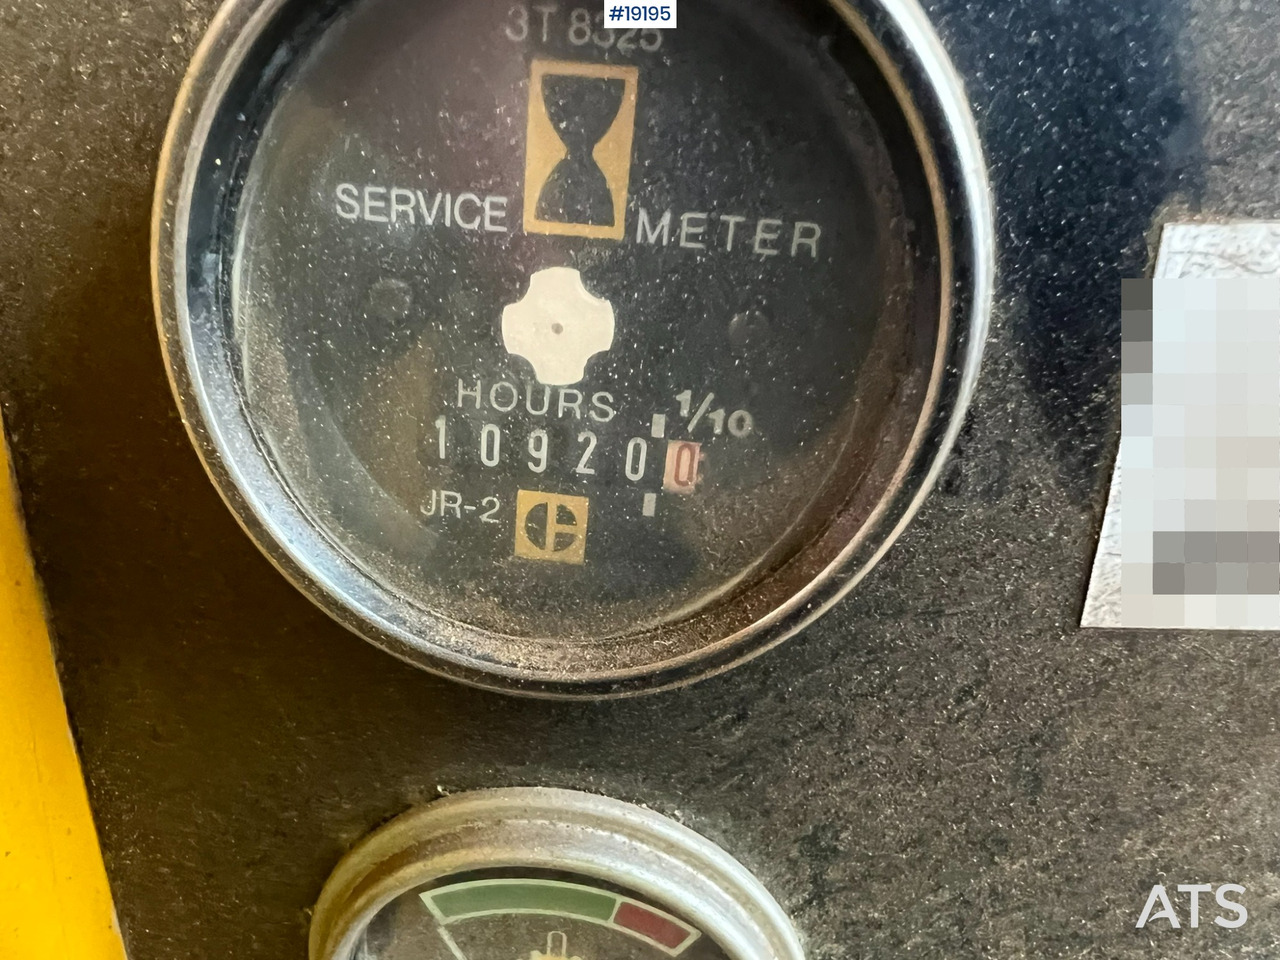 #19195
3T 8325
SERVICE METER
HOURS 1/10
109200
JR-2
ATS